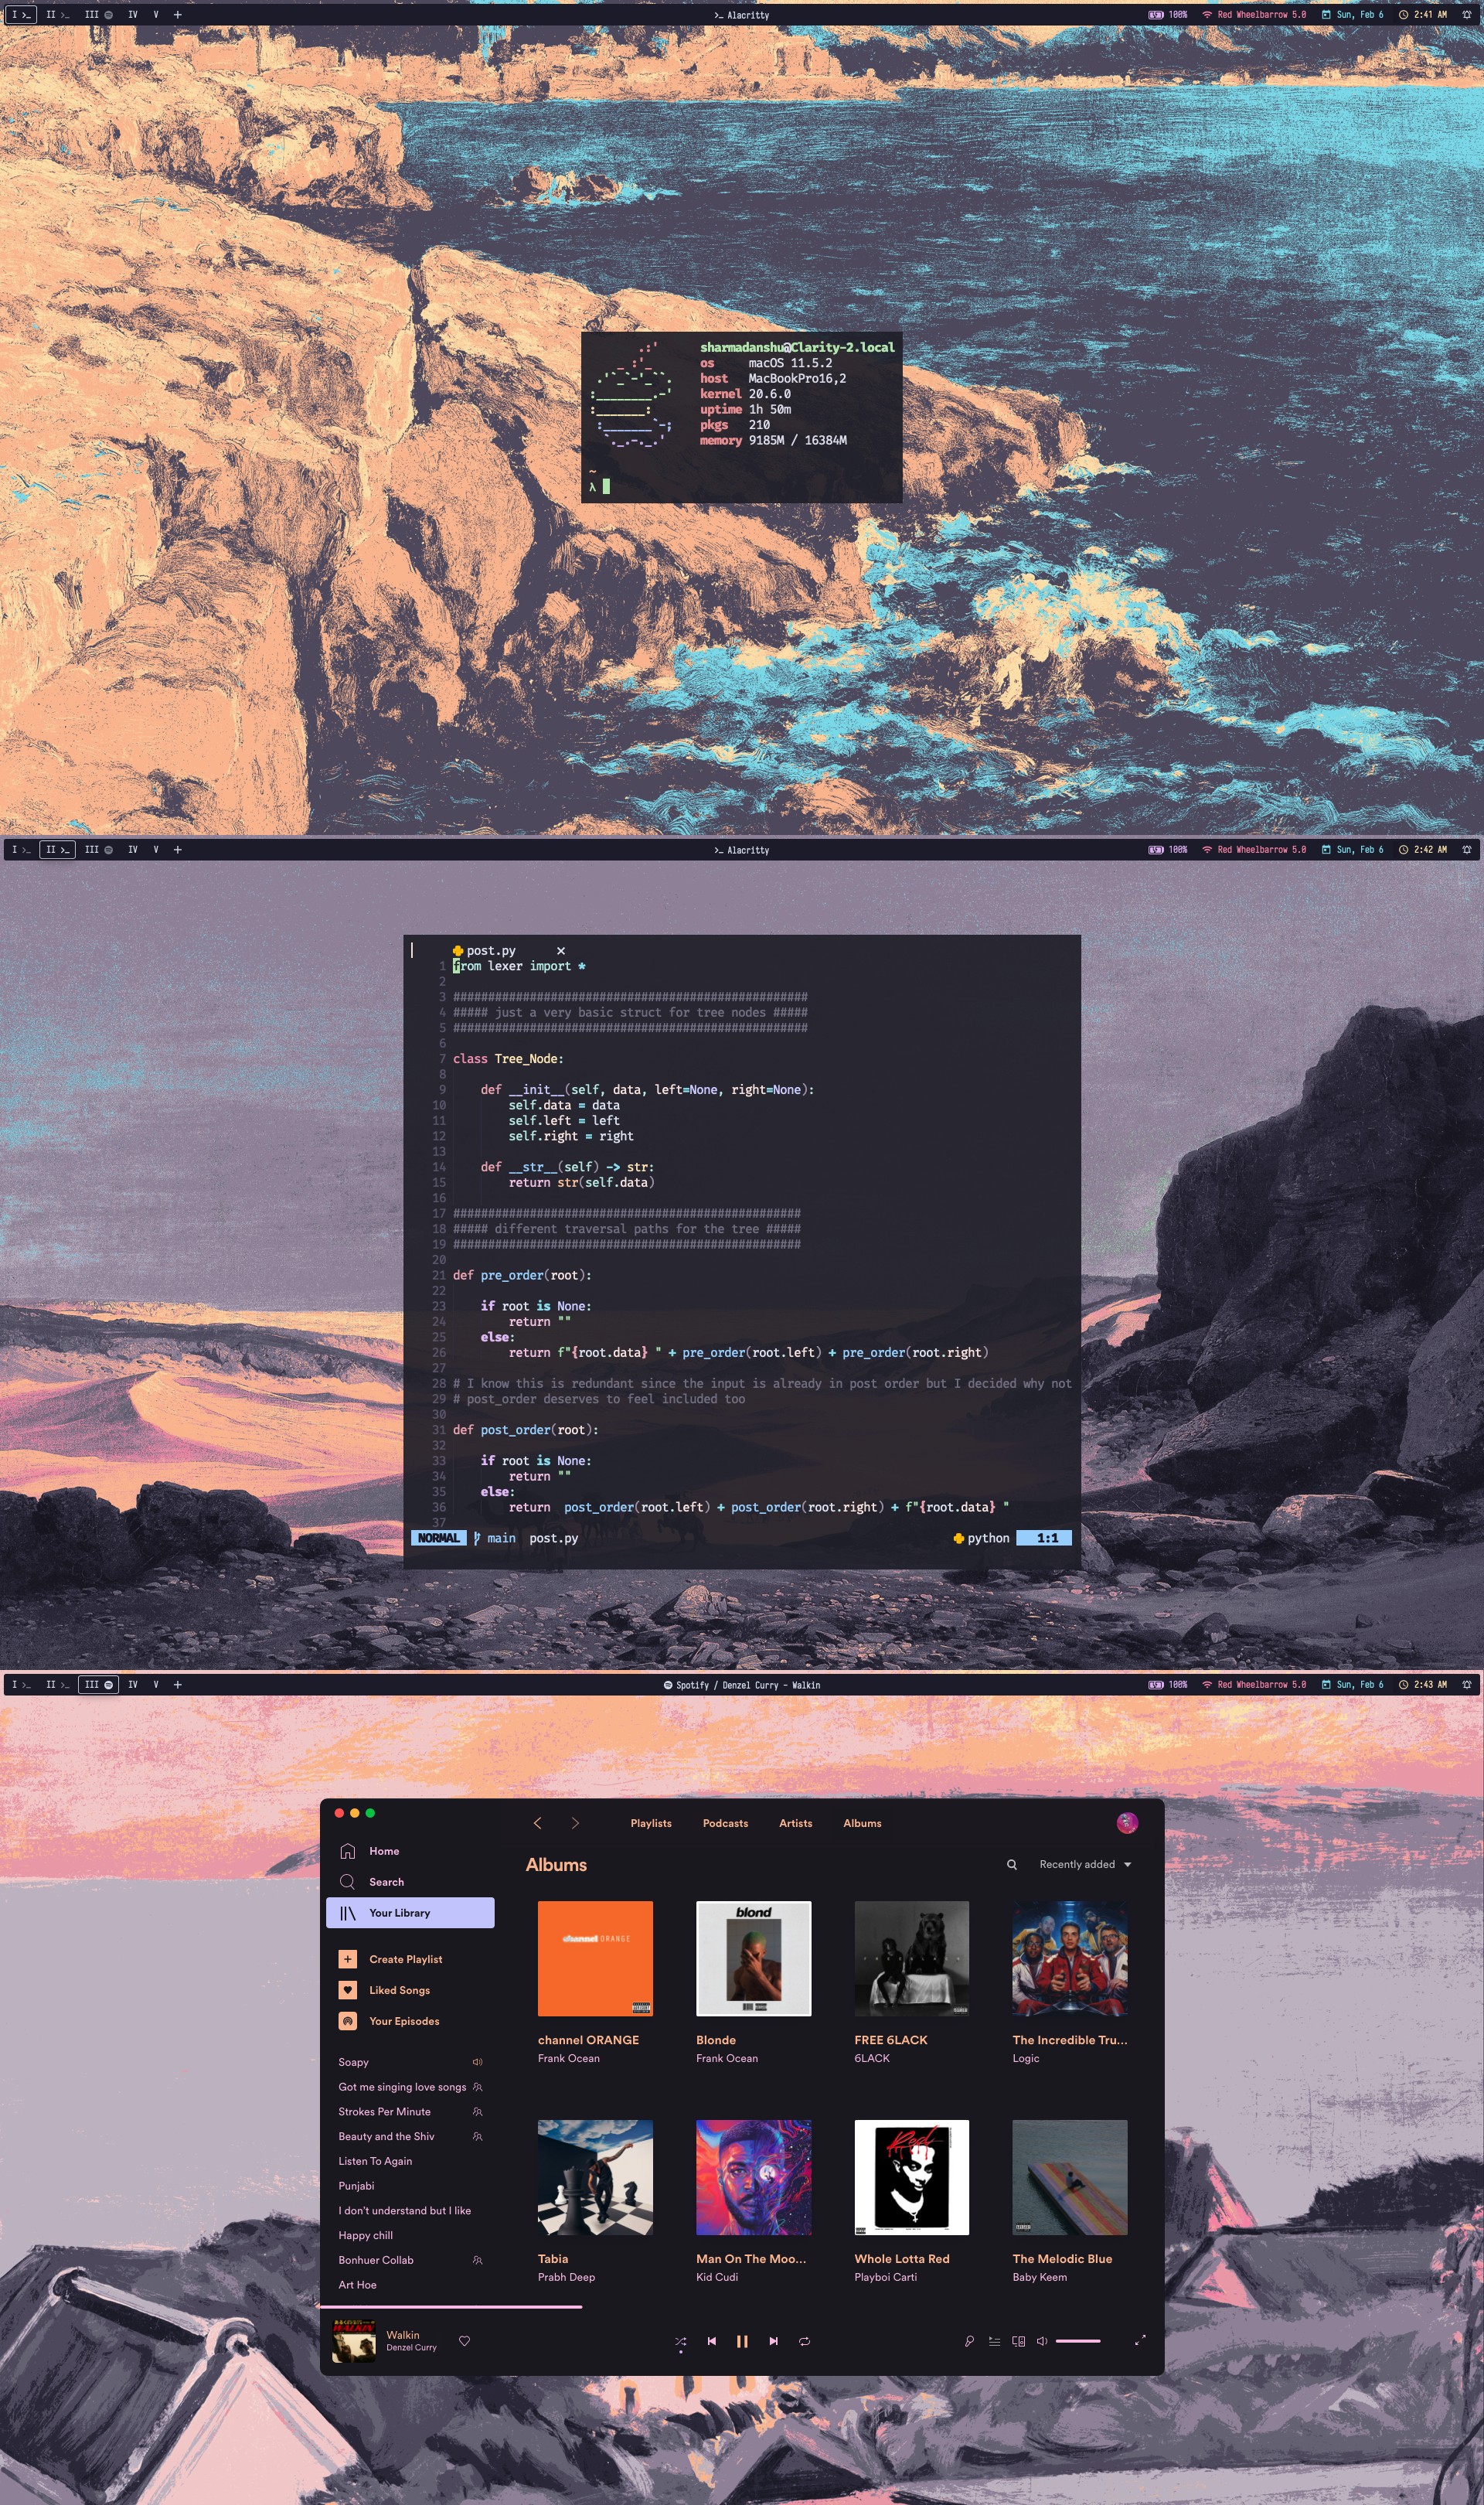 I >_ II >_ III IV V +
>_ Alacritty
100% Red Wheelbarrow 5.0 Sun, Feb 6 2:41 AM
sharmadanshu@Clarity-2.local
os macOS 11.5.2
host MacBookPro16,2
kernel 20.6.0
uptime 1h 50m
pkgs 210
memory 9185M / 16384M
~
λ
I >_ II >_ III IV V +
>_ Alacritty
100% Red Wheelbarrow 5.0 Sun, Feb 6 2:42 AM
post.py ×
1 from lexer import *
2
3 ###################################################
4 ##### just a very basic struct for tree nodes #####
5 ###################################################
6
7 class Tree_Node:
8
9 def __init__(self, data, left=None, right=None):
10 self.data = data
11 self.left = left
12 self.right = right
13
14 def __str__(self) -> str:
15 return str(self.data)
16
17 ##################################################
18 ##### different traversal paths for the tree #####
19 ##################################################
20
21 def pre_order(root):
22
23 if root is None:
24 return ""
25 else:
26 return f"{root.data} " + pre_order(root.left) + pre_order(root.right)
27
28 # I know this is redundant since the input is already in post order but I decided why not
29 # post_order deserves to feel included too
30
31 def post_order(root):
32
33 if root is None:
34 return ""
35 else:
36 return post_order(root.left) + post_order(root.right) + f"{root.data} "
37
NORMAL main post.py python 1:1
I >_ II >_ III IV V +
Spotify / Denzel Curry - Walkin
100% Red Wheelbarrow 5.0 Sun, Feb 6 2:43 AM
Home
Search
Your Library
Create Playlist
Liked Songs
Your Episodes
Soapy
Got me singing love songs
Strokes Per Minute
Beauty and the Shiv
Listen To Again
Punjabi
I don't understand but I like
Happy chill
Bonhuer Collab
Art Hoe
Playlists Podcasts Artists Albums
Albums
Recently added
channel ORANGE
blond
channel ORANGE
Frank Ocean
Blonde
Frank Ocean
FREE 6LACK
6LACK
The Incredible Tru...
Logic
Red
Tabia
Prabh Deep
Man On The Moo...
Kid Cudi
Whole Lotta Red
Playboi Carti
The Melodic Blue
Baby Keem
WALKIN
Walkin
Denzel Curry